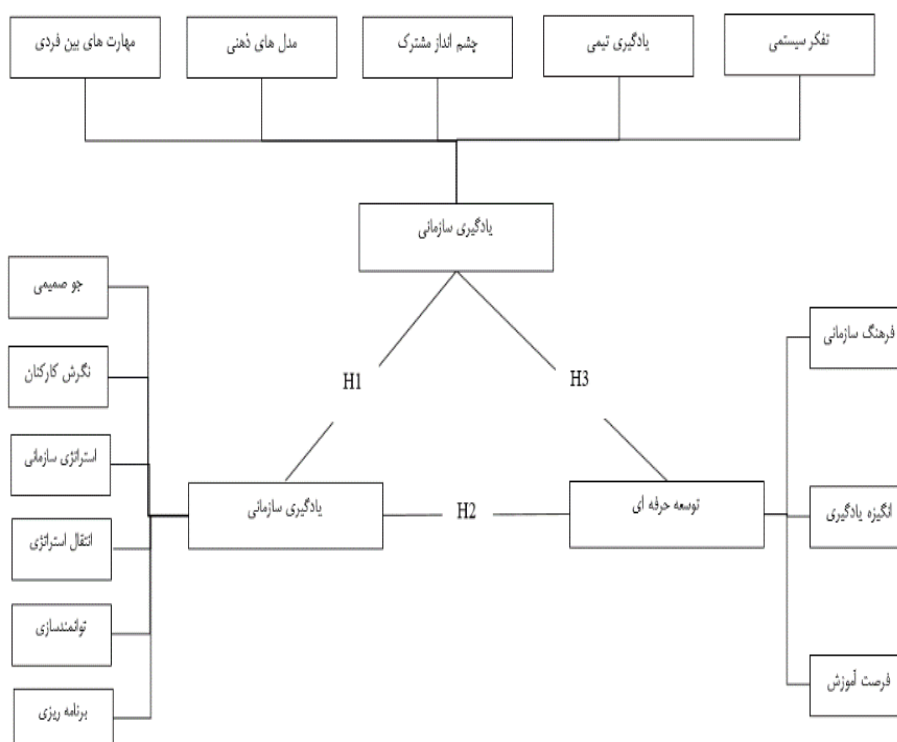 تفکر سیستمی
یادگیری تیمی
چشم انداز مشترک
مدل های ذهنی
مهارت های بین فردی
یادگیری سازمانی
جو صمیمی
فرهنگ سازمانی
نگرش کارکنان
H1
H3
استراتژی سازمانی
توسعه حرفه ای
H2
یادگیری سازمانی
انگیزه یادگیری
انتقال استراتژی
توانمندسازی
فرصت آموزش
برنامه ریزی